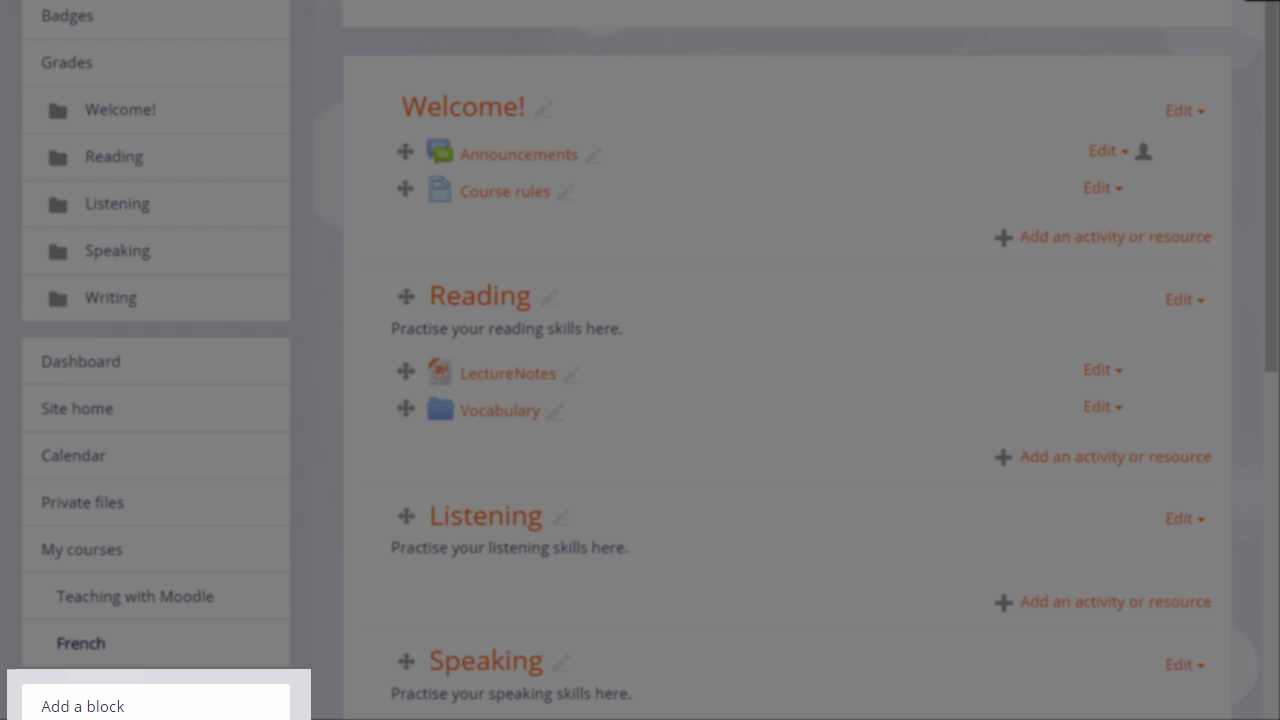 Badges
Grades
Welcome!
Reading
Listening
Speaking
Writing
Dashboard
Site home
Calendar
Private files
My courses
Teaching with Moodle
French
Add a block
Welcome!
Edit
Announcements
Edit
Course rules
Edit
Add an activity or resource
Reading
Edit
Practise your reading skills here.
LectureNotes
Edit
Vocabulary
Edit
Add an activity or resource
Listening
Edit
Practise your listening skills here.
Add an activity or resource
Speaking
Edit
Practise your speaking skills here.